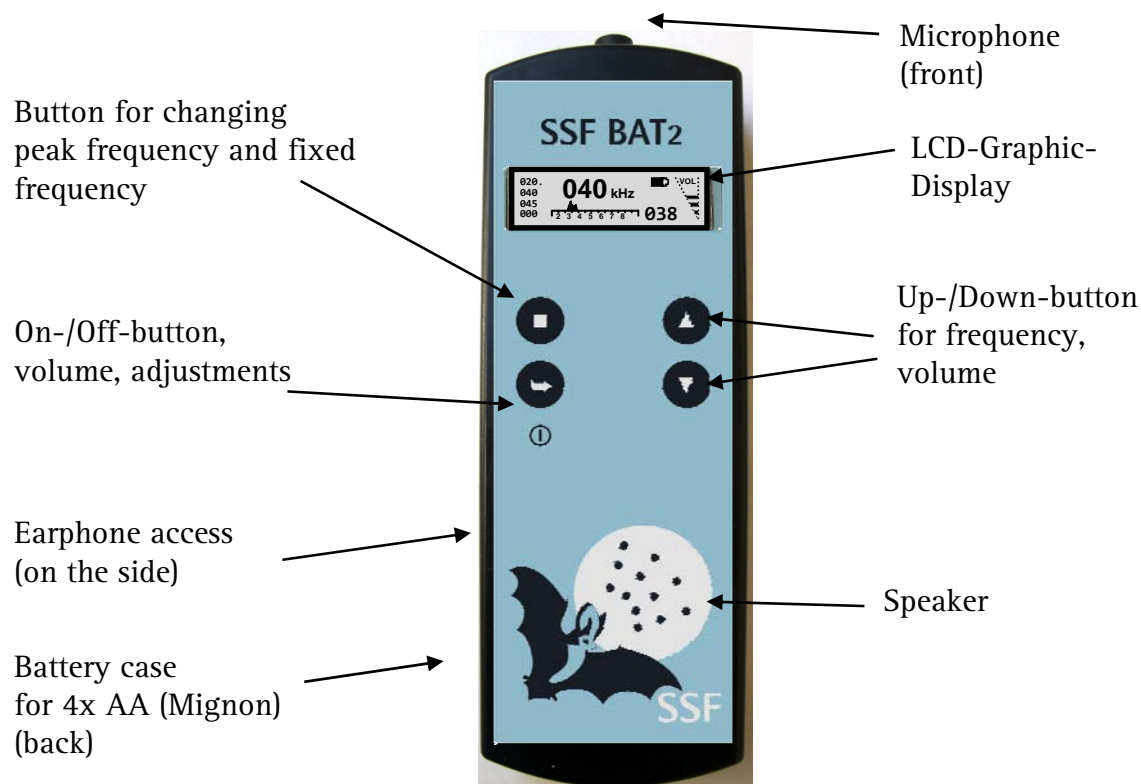 Microphone
(front)
Button for changing
peak frequency and fixed
frequency
SSF BAT2
LCD-Graphic-
Display
020.
040
045
000
040 kHz
VOL
2 3 4 5 6 7 8
038
On-/Off-button,
volume, adjustments
Up-/Down-button
for frequency,
volume
Earphone access
(on the side)
Speaker
Battery case
for 4x AA (Mignon)
(back)
SSF